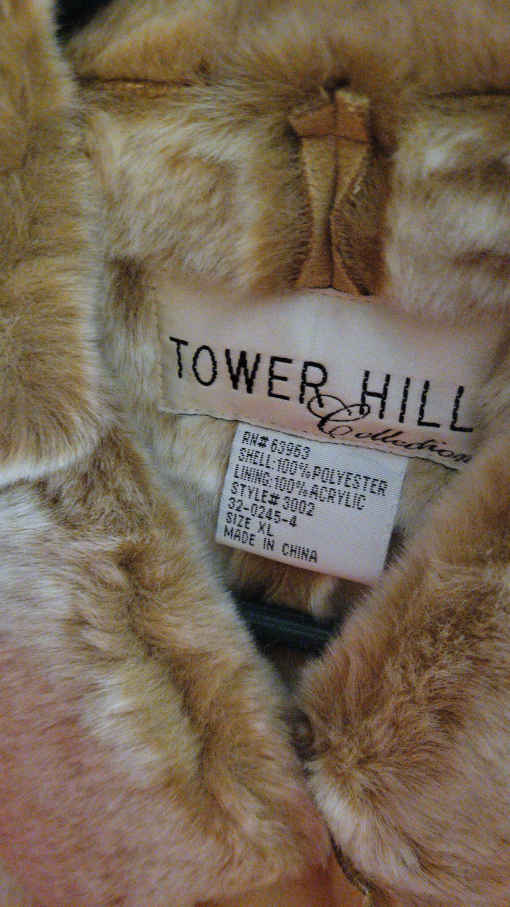 TOWER HILL
Collection
RN# 63963
SHELL:100%POLYESTER
LINING:100%ACRYLIC
STYLE# 3002
32-0245-4
SIZE XL
MADE IN CHINA